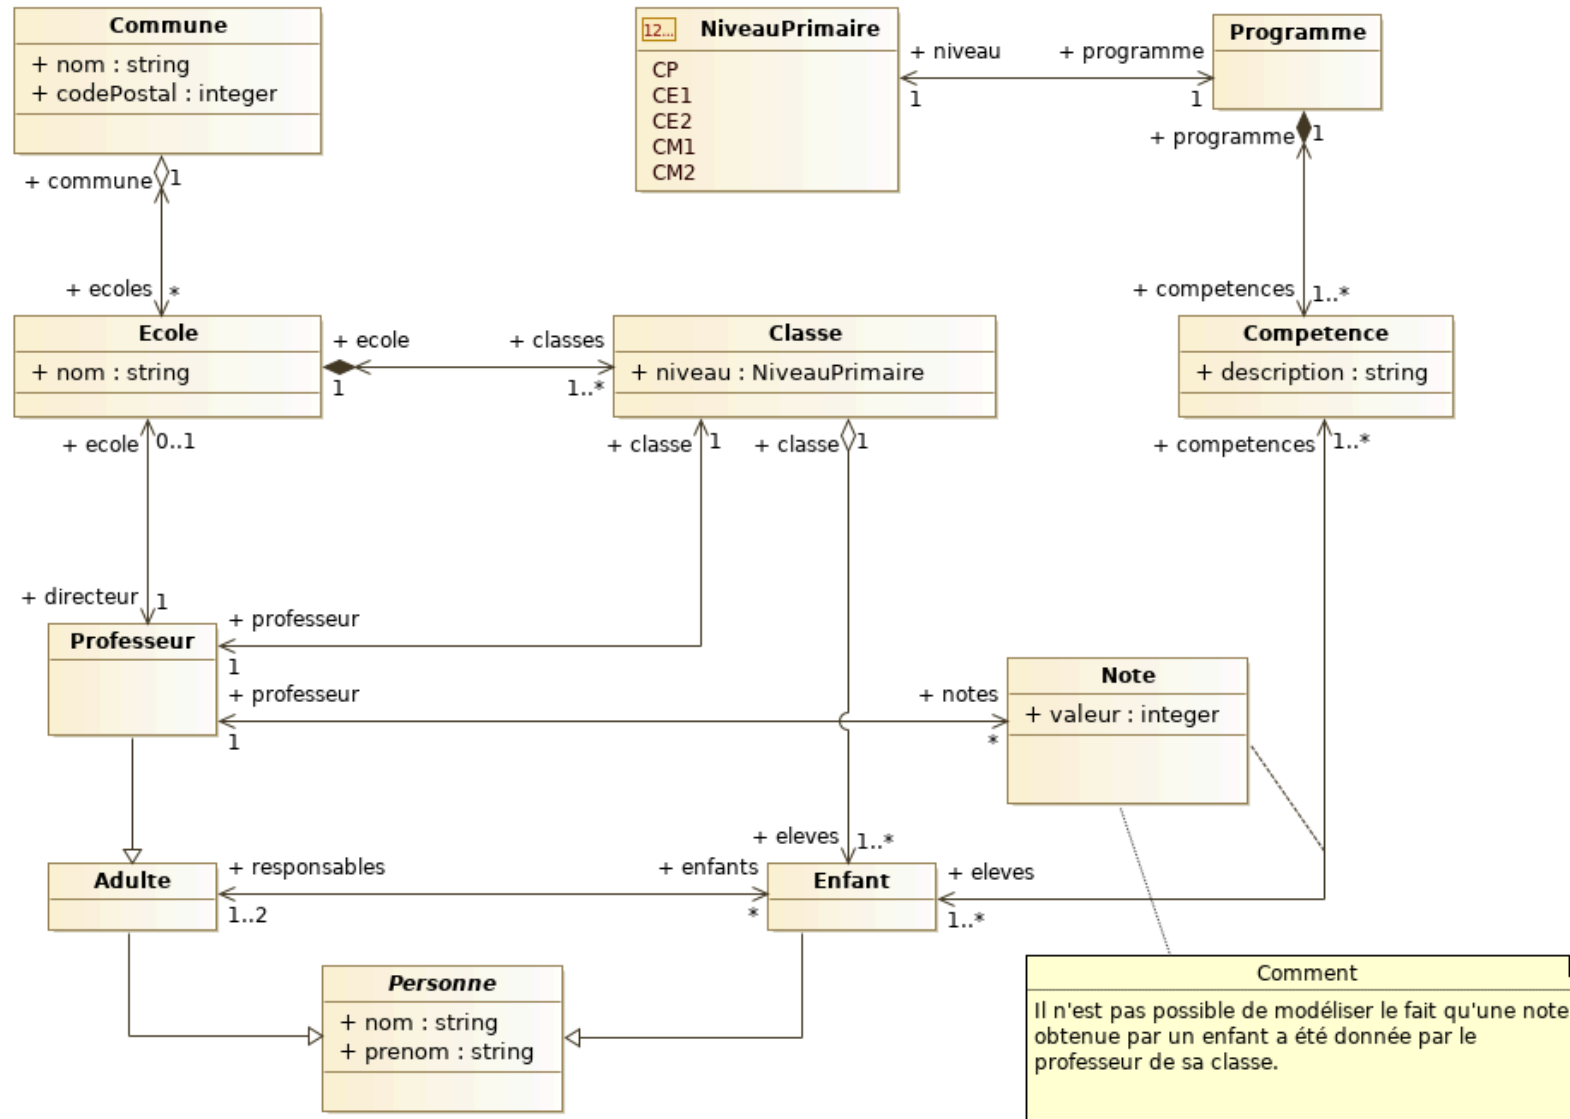 Commune
+ nom : string
+ codePostal : integer
12...
NiveauPrimaire
CP
CE1
CE2
CM1
CM2
+ niveau
1
+ programme
1
Programme
+ programme
1
+ commune
1
+ ecoles
*
+ competences
1..*
Ecole
+ nom : string
+ ecole
1
+ classes
1..*
Classe
+ niveau : NiveauPrimaire
Competence
+ description : string
+ ecole
0..1
+ classe
1
+ classe
1
+ competences
1..*
+ directeur
1
Professeur
+ professeur
1
+ professeur
1
+ notes
*
Note
+ valeur : integer
+ eleves
1..*
Adulte
+ responsables
1..2
+ enfants
*
Enfant
+ eleves
1..*
Personne
+ nom : string
+ prenom : string
Comment
Il n'est pas possible de modéliser le fait qu'une note
obtenue par un enfant a été donnée par le
professeur de sa classe.